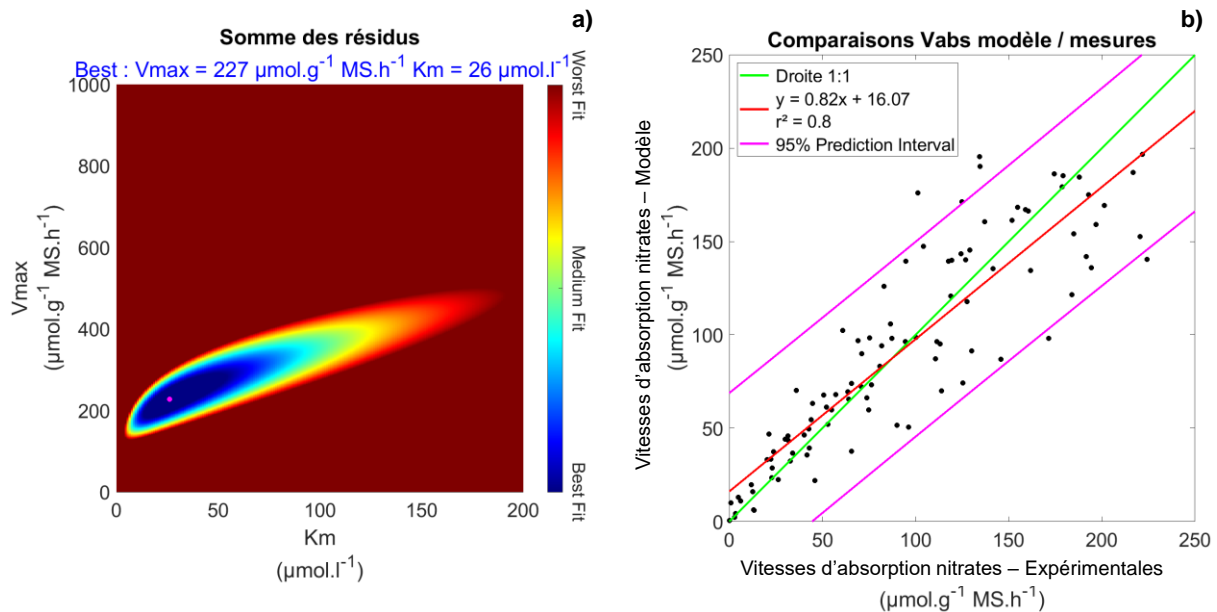 a)
Somme des résidus
Best : Vmax = 227 µmol.g⁻¹ MS.h⁻¹ Km = 26 µmol.l⁻¹
1000
800
600
400
200
0
Vmax
(µmol.g⁻¹ MS.h⁻¹)
0 50 100 150 200
Km
(µmol.l⁻¹)
Worst Fit
Medium Fit
Best Fit
b)
Comparaisons Vabs modèle / mesures
Droite 1:1
y = 0.82x + 16.07
r² = 0.8
95% Prediction Interval
250
200
150
100
50
0
Vitesses d'absorption nitrates – Modèle
(µmol.g⁻¹ MS.h⁻¹)
0 50 100 150 200 250
Vitesses d'absorption nitrates – Expérimentales
(µmol.g⁻¹ MS.h⁻¹)